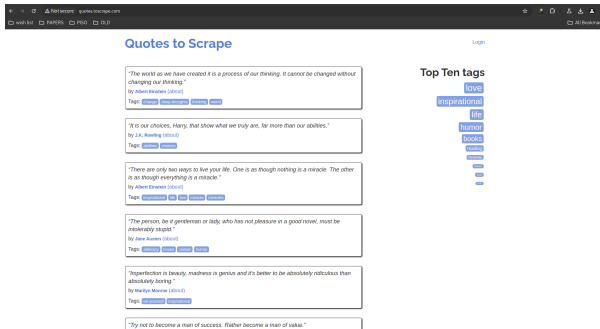 Not secure quotes.toscrape.com
wish list PAPERS PISO OLD All Bookmar
Quotes to Scrape
Login
"The world as we have created it is a process of our thinking. It cannot be changed without
changing our thinking."
by Albert Einstein (about)
Tags: change deep-thoughts thinking world
"It is our choices, Harry, that show what we truly are, far more than our abilities."
by J.K. Rowling (about)
Tags: abilities choices
"There are only two ways to live your life. One is as though nothing is a miracle. The other
is as though everything is a miracle."
by Albert Einstein (about)
Tags: inspirational life live miracle miracles
"The person, be it gentleman or lady, who has not pleasure in a good novel, must be
intolerably stupid."
by Jane Austen (about)
Tags: aliteracy books classic humor
"Imperfection is beauty, madness is genius and it's better to be absolutely ridiculous than
absolutely boring."
by Marilyn Monroe (about)
Tags: be-yourself inspirational
"Try not to become a man of success. Rather become a man of value."
Top Ten tags
love
inspirational
life
humor
books
reading